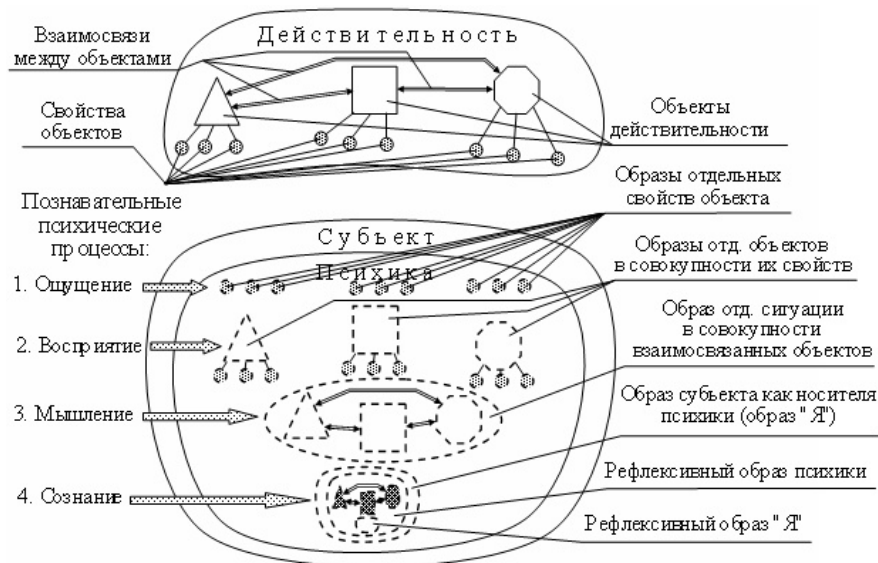 Действительность
Взаимосвязи
между объектами
Свойства
объектов
Объекты
действительности
Познавательные
психические
процессы:
Образы отдельных
свойств объекта
Субъект
Психика
1. Ощущение
Образы отд. объектов
в совокупности их свойств
2. Восприятие
Образ отд. ситуации
в совокупности
взаимосвязанных объектов
3. Мышление
Образ субъекта как носителя
психики (образ "Я")
4. Сознание
Рефлексивный образ психики
Рефлексивный образ "Я"